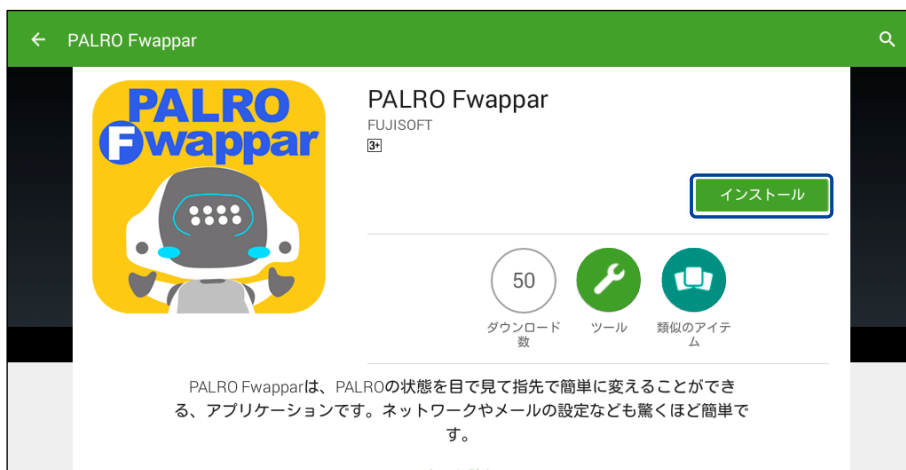 PALRO Fwappar
PALRO
Fwappar
PALRO Fwappar
FUJISOFT
3+
インストール
50
ダウンロード
数
ツール
類似のアイテ
ム
PALRO Fwapparは、PALROの状態を目で見て指先で簡単に変えることができ
る、アプリケーションです。ネットワークやメールの設定なども驚くほど簡単で
す。